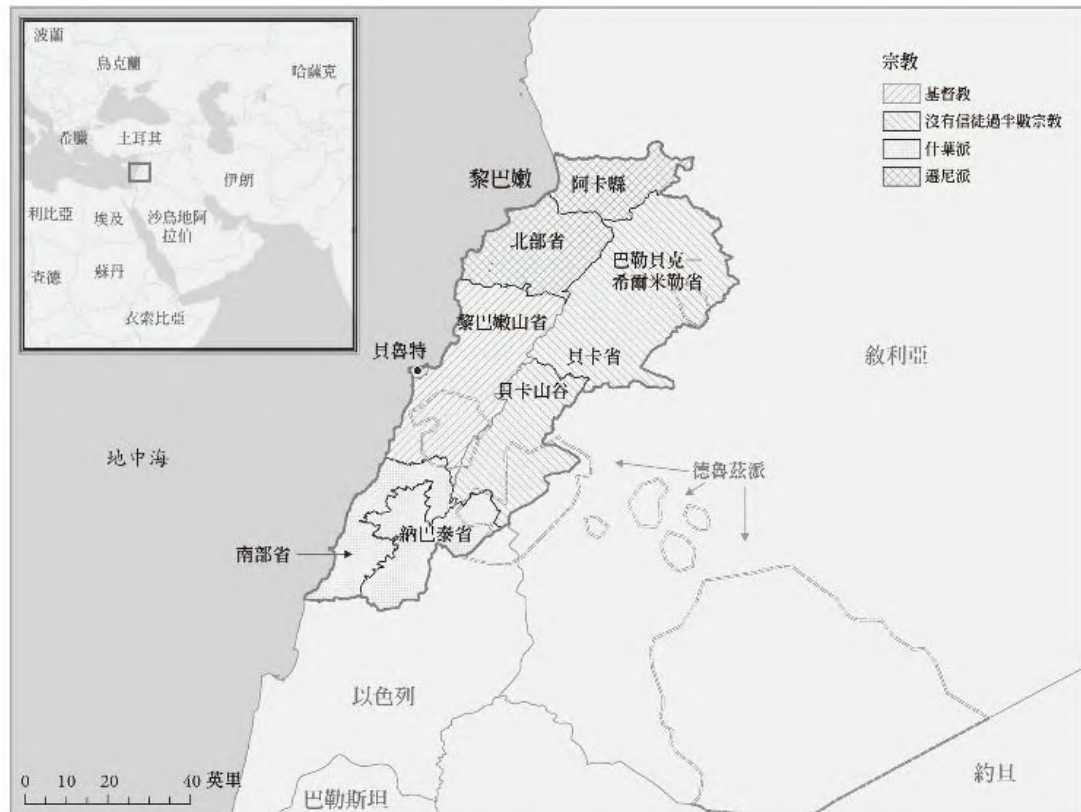 波蘭
烏克蘭
哈薩克
希臘
土耳其
伊朗
利比亞
埃及
沙烏地阿
拉伯
查德
蘇丹
衣索比亞
宗教
基督教
沒有信徒過半數宗教
什葉派
遜尼派
黎巴嫩
阿卡縣
北部省
巴勒貝克
希爾米勒省
黎巴嫩山省
貝魯特
貝卡省
貝卡山谷
敘利亞
地中海
德魯茲派
納巴泰省
南部省
以色列
0 10 20 40 英里
巴勒斯坦
約旦